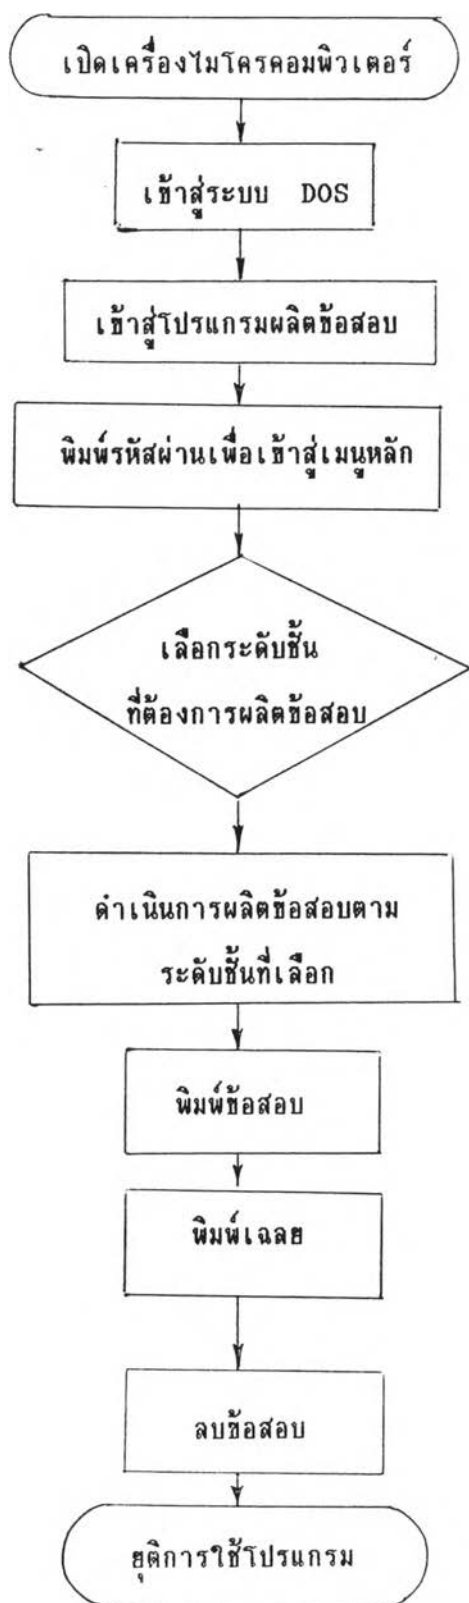 เปิดเครื่องไมโครคอมพิวเตอร์
เข้าสู่ระบบ DOS
เข้าสู่โปรแกรมผลิตข้อสอบ
พิมพ์รหัสผ่านเพื่อเข้าสู่เมนูหลัก
เลือกระดับชั้น
ที่ต้องการผลิตข้อสอบ
ดำเนินการผลิตข้อสอบตาม
ระดับชั้นที่เลือก
พิมพ์ข้อสอบ
พิมพ์เฉลย
ลบข้อสอบ
ยุติการใช้โปรแกรม